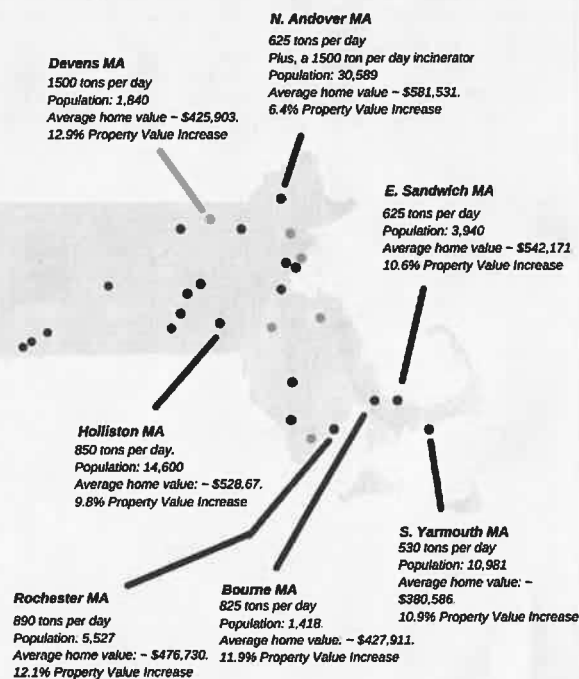 N. Andover MA
625 tons per day
Plus, a 1500 ton per day incinerator
Population: 30,589
Average home value ~ $581,531.
6.4% Property Value Increase
Devens MA
1500 tons per day
Population: 1,840
Average home value ~ $425,903.
12.9% Property Value Increase
E. Sandwich MA
625 tons per day
Population: 3,940
Average home value ~ $542,171
10.6% Property Value Increase
Holliston MA
850 tons per day.
Population: 14,600
Average home value: ~ $528.67.
9.8% Property Value Increase
S. Yarmouth MA
530 tons per day
Population: 10,981
Average home value: ~
$380,586.
10.9% Property Value Increase
Rochester MA
890 tons per day
Population: 5,527
Average home value: ~ $476,730.
12.1% Property Value Increase
Bourne MA
825 tons per day
Population: 1,418.
Average home value. ~ $427,911.
11.9% Property Value Increase